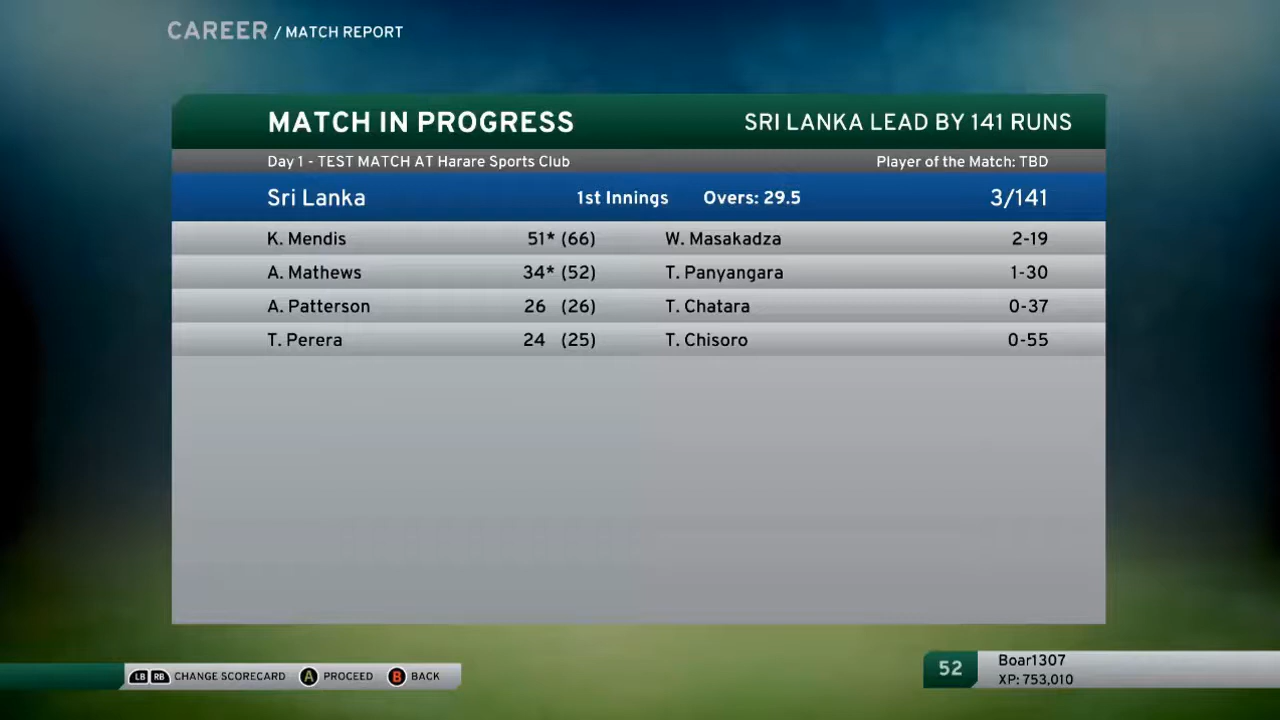 CAREER / MATCH REPORT
MATCH IN PROGRESS SRI LANKA LEAD BY 141 RUNS
Day 1 - TEST MATCH AT Harare Sports Club Player of the Match: TBD
Sri Lanka 1st Innings Overs: 29.5 3/141
K. Mendis 51* (66) W. Masakadza 2-19
A. Mathews 34* (52) T. Panyangara 1-30
A. Patterson 26 (26) T. Chatara 0-37
T. Perera 24 (25) T. Chisoro 0-55
LB RB CHANGE SCORECARD A PROCEED B BACK
52 Boar1307
XP: 753,010